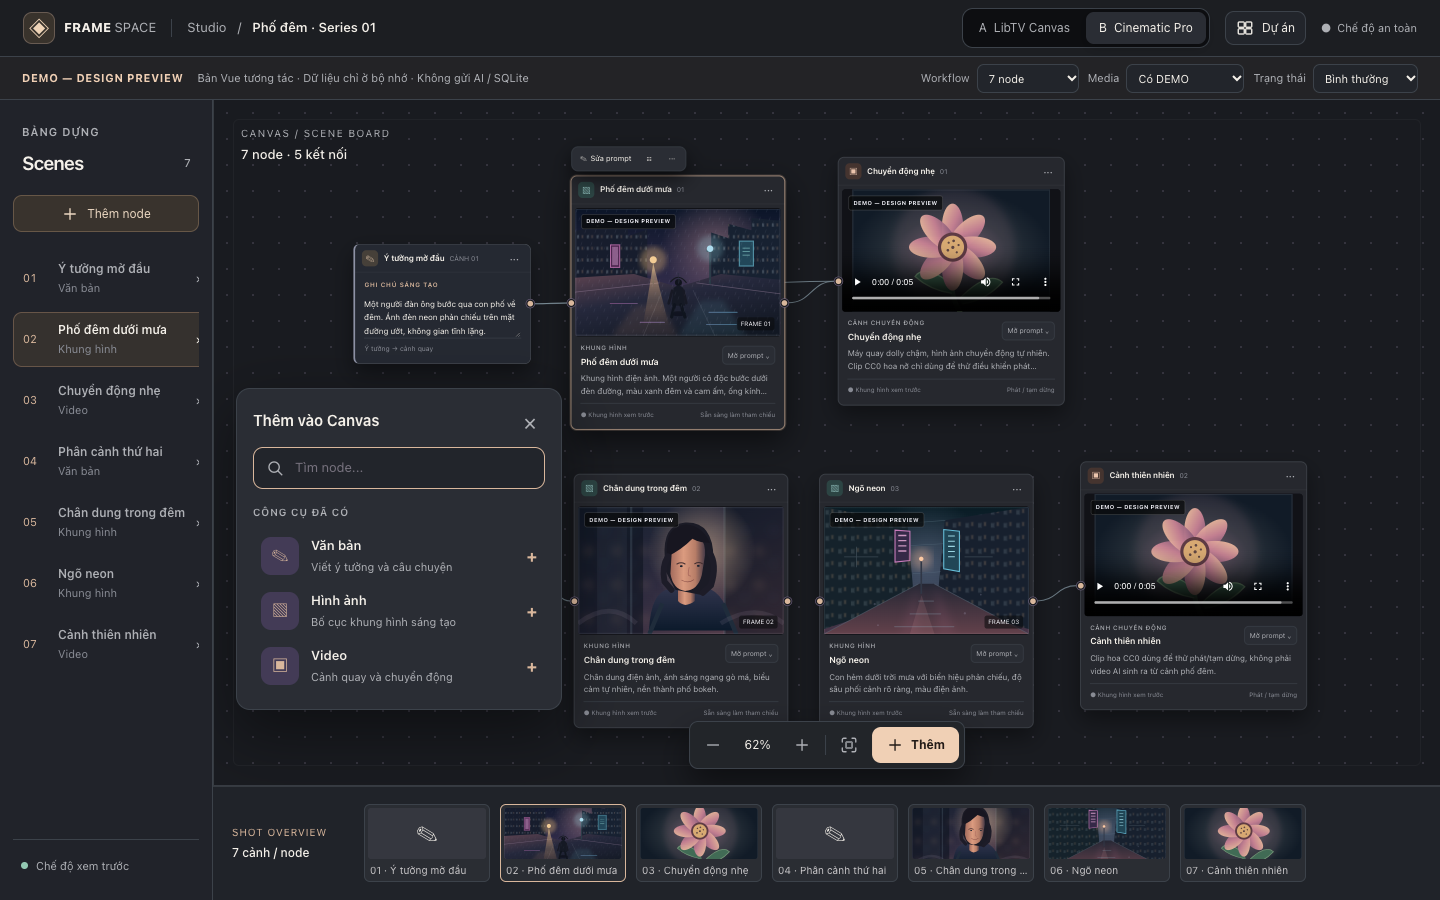 FRAME SPACE
Studio / Phố đêm · Series 01
A LibTV Canvas
B Cinematic Pro
Dự án
Chế độ an toàn
DEMO — DESIGN PREVIEW
Bản Vue tương tác · Dữ liệu chỉ ở bộ nhớ · Không gửi AI / SQLite
Workflow
7 node
Media
Có DEMO
Trạng thái
Bình thường
BẢNG DỰNG
Scenes
7
+ Thêm node
01
Ý tưởng mở đầu
Văn bản
02
Phố đêm dưới mưa
Khung hình
03
Chuyển động nhẹ
Video
04
Phân cảnh thứ hai
Văn bản
05
Chân dung trong đêm
Khung hình
06
Ngõ neon
Khung hình
07
Cảnh thiên nhiên
Video
Chế độ xem trước
CANVAS / SCENE BOARD
7 node · 5 kết nối
Ý tưởng mở đầu CẢNH 01
GHI CHÚ SÁNG TẠO
Một người đàn ông bước qua con phố về
đêm. Ánh đèn neon phản chiếu trên mặt
đường ướt, không gian tĩnh lặng.
Ý tưởng → cảnh quay
Sửa prompt
Phố đêm dưới mưa 01
DEMO — DESIGN PREVIEW
FRAME 01
KHUNG HÌNH
Phố đêm dưới mưa
Mở prompt
Khung hình điện ảnh. Một người cô độc bước dưới
đèn đường, màu xanh đêm và cam ấm, ống kính...
Khung hình xem trước
Sẵn sàng làm tham chiếu
Chuyển động nhẹ 01
DEMO — DESIGN PREVIEW
0:00 / 0:05
CẢNH CHUYỂN ĐỘNG
Chuyển động nhẹ
Mở prompt
Máy quay dolly chậm, hình ảnh chuyển động tự nhiên.
Clip CC0 hoa nở chỉ dùng để thử điều khiển phát...
Khung hình xem trước
Phát / tạm dừng
Thêm vào Canvas
Tìm node...
CÔNG CỤ ĐÃ CÓ
Văn bản
Viết ý tưởng và câu chuyện
+
Hình ảnh
Bố cục khung hình sáng tạo
+
Video
Cảnh quay và chuyển động
+
Chân dung trong đêm 02
DEMO — DESIGN PREVIEW
FRAME 02
KHUNG HÌNH
Chân dung trong đêm
Mở prompt
Chân dung điện ảnh, ánh sáng ngang gò má, biểu
cảm tự nhiên, nền thành phố bokeh.
Khung hình xem trước
Sẵn sàng làm tham chiếu
Ngõ neon 03
DEMO — DESIGN PREVIEW
FRAME 03
KHUNG HÌNH
Ngõ neon
Mở prompt
Con hẻm dưới trời mưa với biển hiệu phản chiếu, độ
sâu phối cảnh rõ ràng, màu điện ảnh.
Khung hình xem trước
Sẵn sàng làm tham chiếu
Cảnh thiên nhiên 02
DEMO — DESIGN PREVIEW
0:00 / 0:05
CẢNH CHUYỂN ĐỘNG
Cảnh thiên nhiên
Mở prompt
Clip hoa CC0 dùng để thử phát/tạm dừng, không phải
video AI sinh ra từ cảnh phố đêm.
Khung hình xem trước
Phát / tạm dừng
62%
+ Thêm
SHOT OVERVIEW
7 cảnh / node
01 · Ý tưởng mở đầu
02 · Phố đêm dưới mưa
03 · Chuyển động nhẹ
04 · Phân cảnh thứ hai
05 · Chân dung trong ...
06 · Ngõ neon
07 · Cảnh thiên nhiên